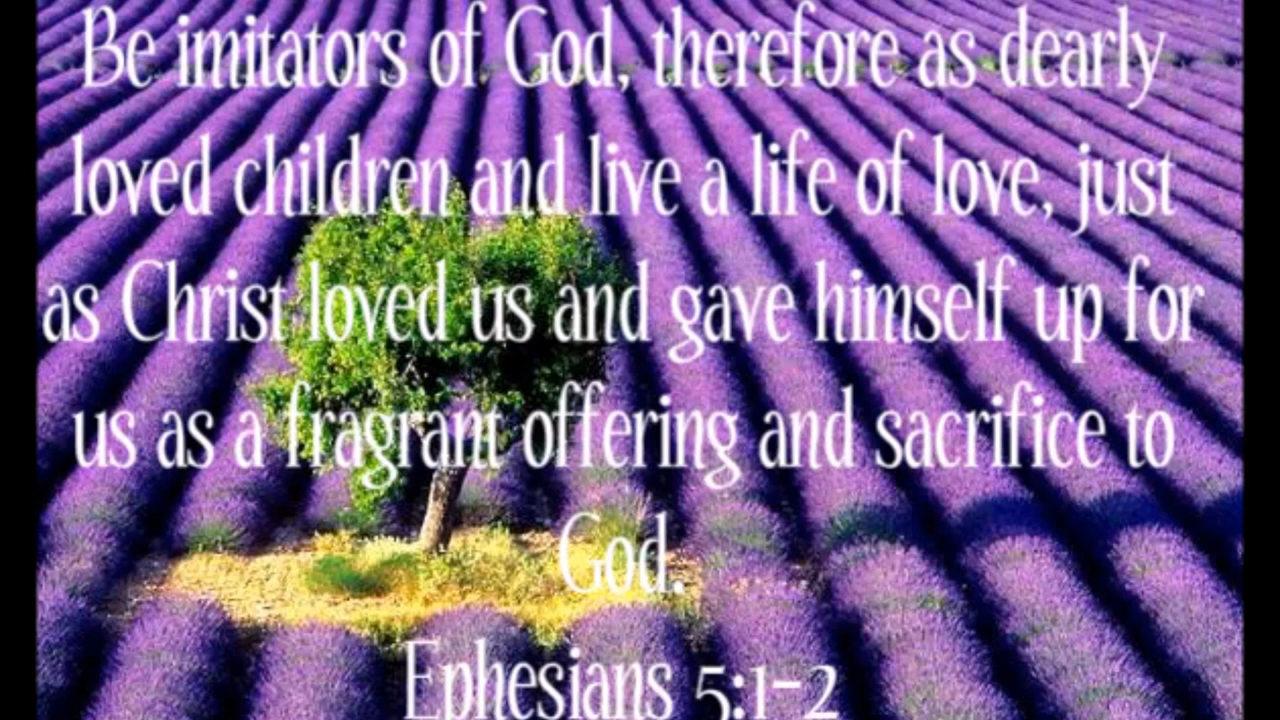 Be imitators of God, therefore as dearly
loved children and live a life of love, just
as Christ loved us and gave himself up for
us as a fragrant offering and sacrifice to
God.
Ephesians 5:1-2